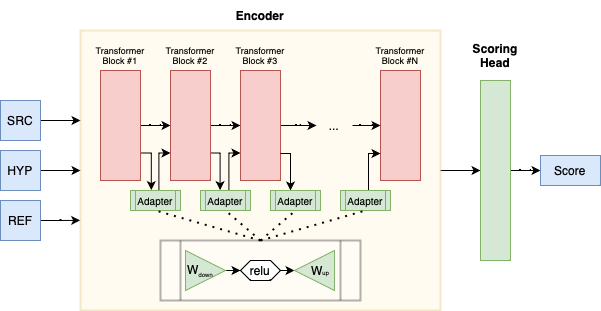 Encoder
Transformer
Block #1
Transformer
Block #2
Transformer
Block #3
Transformer
Block #N
Scoring
Head
SRC
HYP
REF
...
Score
Adapter
Adapter
Adapter
Adapter
Wdown
relu
Wup